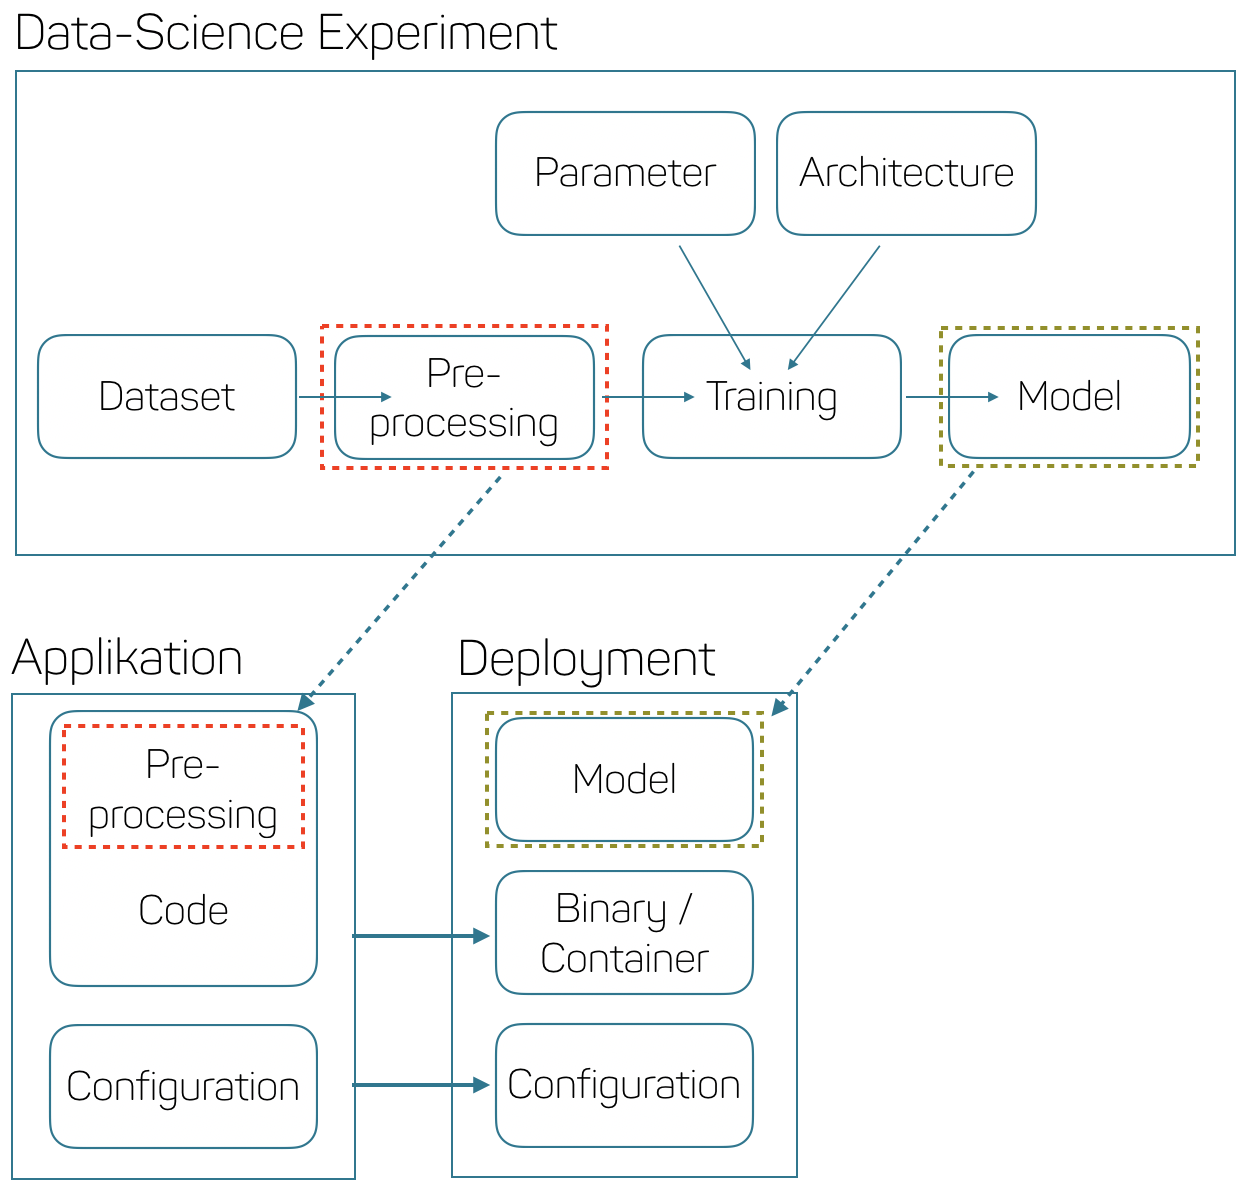 Data-Science Experiment
Parameter
Architecture
Dataset
Pre-
processing
Training
Model
Applikation
Deployment
Pre-
processing
Code
Configuration
Model
Binary /
Container
Configuration